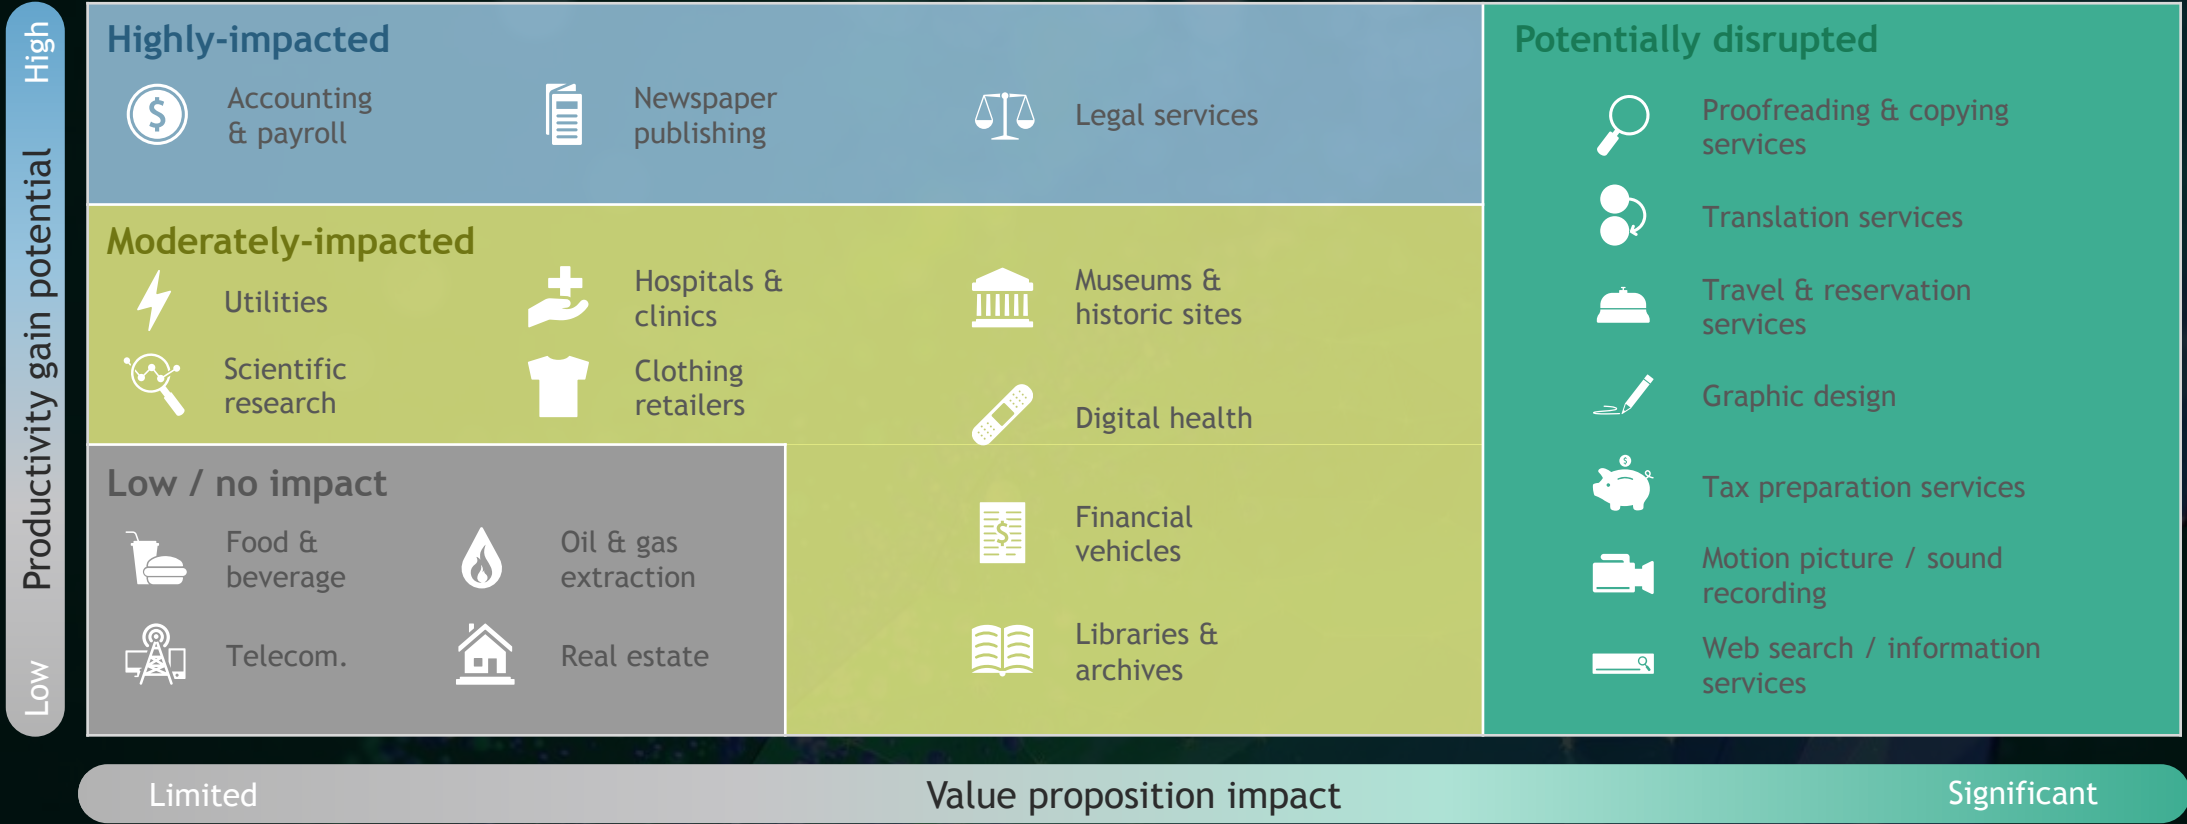 High
Productivity gain potential
Low
Highly-impacted
Accounting
& payroll
Newspaper
publishing
Legal services
Moderately-impacted
Utilities
Hospitals &
clinics
Museums &
historic sites
Scientific
research
Clothing
retailers
Digital health
Low / no impact
Food &
beverage
Oil & gas
extraction
Telecom.
Real estate
Financial
vehicles
Libraries &
archives
Potentially disrupted
Proofreading & copying
services
Translation services
Travel & reservation
services
Graphic design
Tax preparation services
Motion picture / sound
recording
Web search / information
services
Limited
Value proposition impact
Significant